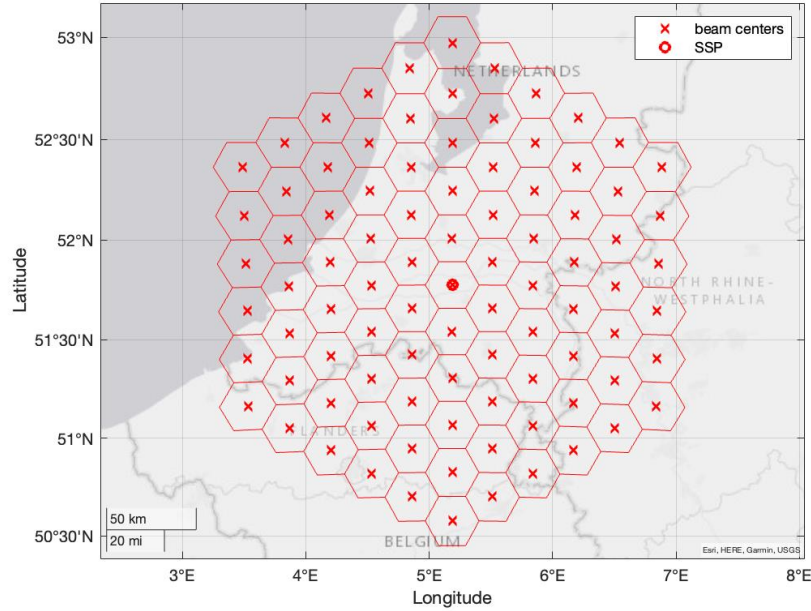 53°N
52°30'N
52°N
51°30'N
51°N
50°30'N
Latitude
beam centers
SSP
NETHERLANDS
NORTH RHINE-
WESTPHALIA
LANDERS
BELGIUM
50 km
20 mi
Esri, HERE, Garmin, USGS
3°E
4°E
5°E
6°E
7°E
8°E
Longitude